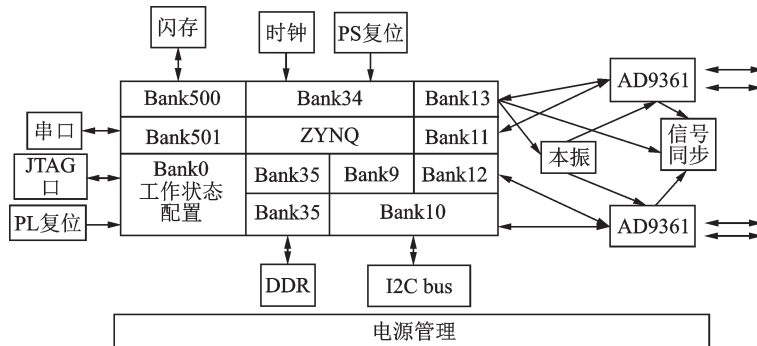 闪存
时钟
PS复位
Bank500
Bank34
Bank13
AD9361
串口
Bank501
ZYNQ
Bank11
信号
同步
JTAG
口
Bank0
工作状态
配置
Bank35
Bank9
Bank12
本振
PL复位
Bank35
Bank10
AD9361
DDR
I2C bus
电源管理